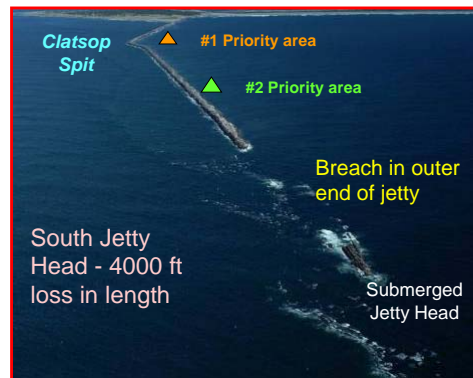 Clatsop
Spit
#1 Priority area
#2 Priority area
Breach in outer
end of jetty
South Jetty
Head - 4000 ft
loss in length
Submerged
Jetty Head